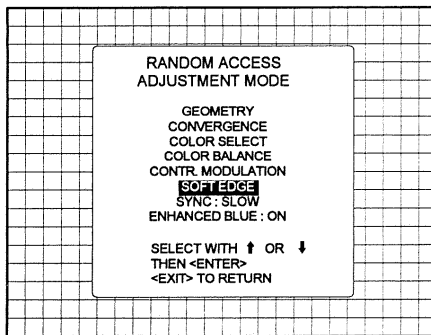 RANDOM ACCESS
ADJUSTMENT MODE
GEOMETRY
CONVERGENCE
COLOR SELECT
COLOR BALANCE
CONTR. MODULATION
SOFT EDGE
SYNC : SLOW
ENHANCED BLUE : ON
SELECT WITH ⬆ OR ⬇
THEN <ENTER>
<EXIT> TO RETURN